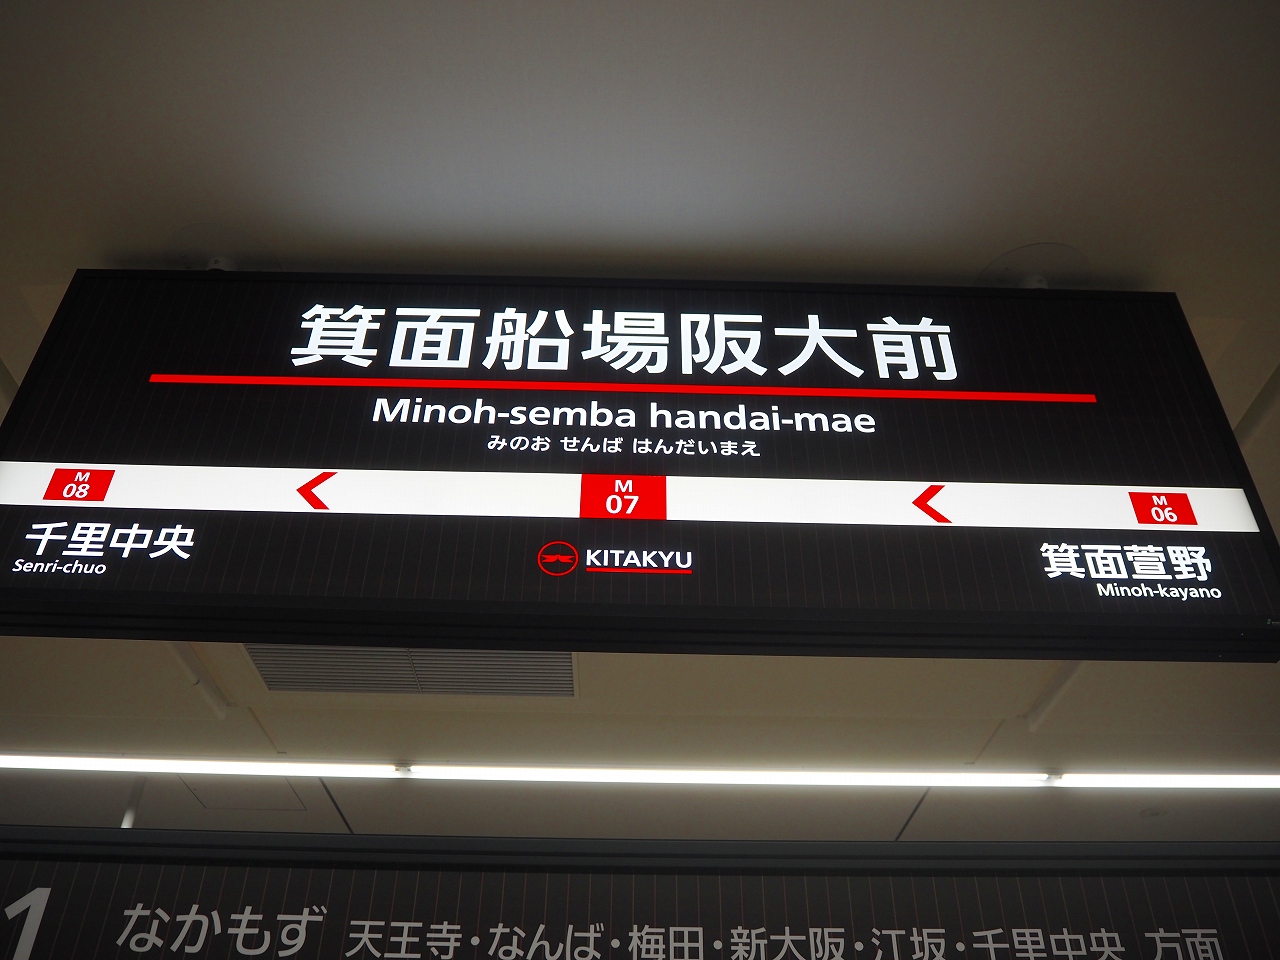 箕面船場阪大前
Minoh-semba handai-mae
みのお せんば はんだいまえ
M 08
M 07
M 06
千里中央
Senri-chuo
KITAKYU
箕面萱野
Minoh-kayano
1 なかもず 天王寺・なんば・梅田・新大阪・江坂・千里中央 方面